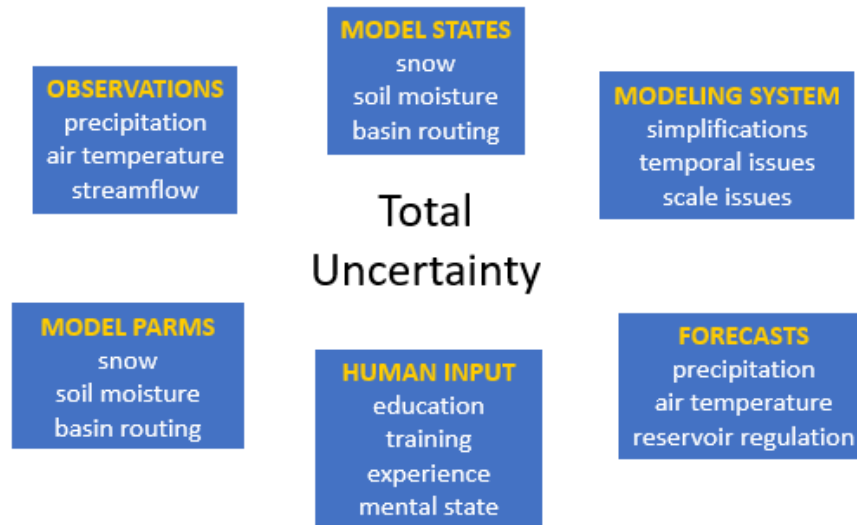 MODEL STATES
snow
soil moisture
basin routing
OBSERVATIONS
precipitation
air temperature
streamflow
MODELING SYSTEM
simplifications
temporal issues
scale issues
Total
Uncertainty
MODEL PARMS
snow
soil moisture
basin routing
HUMAN INPUT
education
training
experience
mental state
FORECASTS
precipitation
air temperature
reservoir regulation